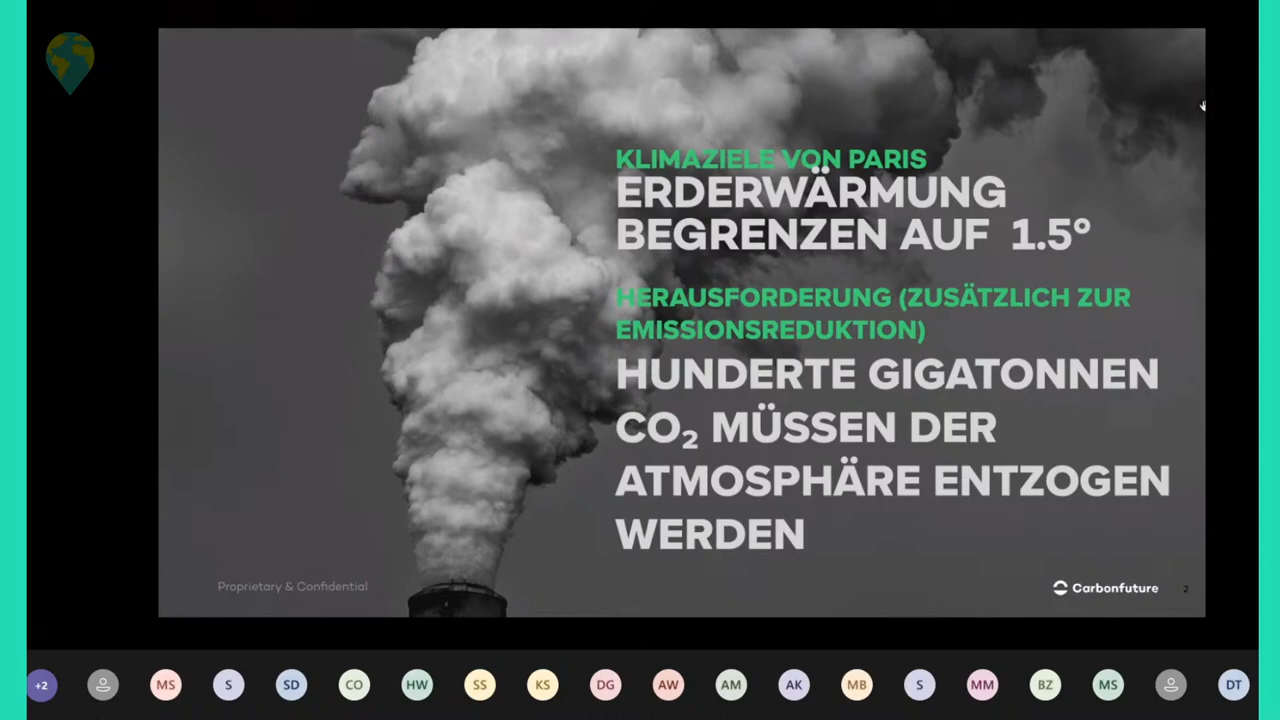 KLIMAZIELE VON PARIS
ERDERWÄRMUNG
BEGRENZEN AUF 1.5°
HERAUSFORDERUNG (ZUSÄTZLICH ZUR
EMISSIONSREDUKTION)
HUNDERTE GIGATONNEN
CO₂ MÜSSEN DER
ATMOSPHÄRE ENTZOGEN
WERDEN
Proprietary & Confidential
Carbonfuture 2
+2 MS S SD CO HW SS KS DG AW AM AK MB S MM BZ MS DT